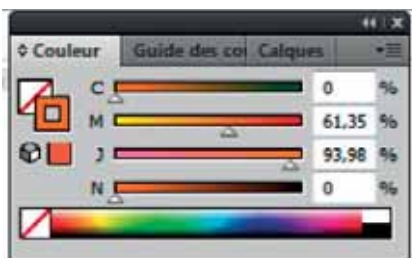 Couleur Guide des co Calques
C 0 %
M 61,35 %
J 93,98 %
N 0 %